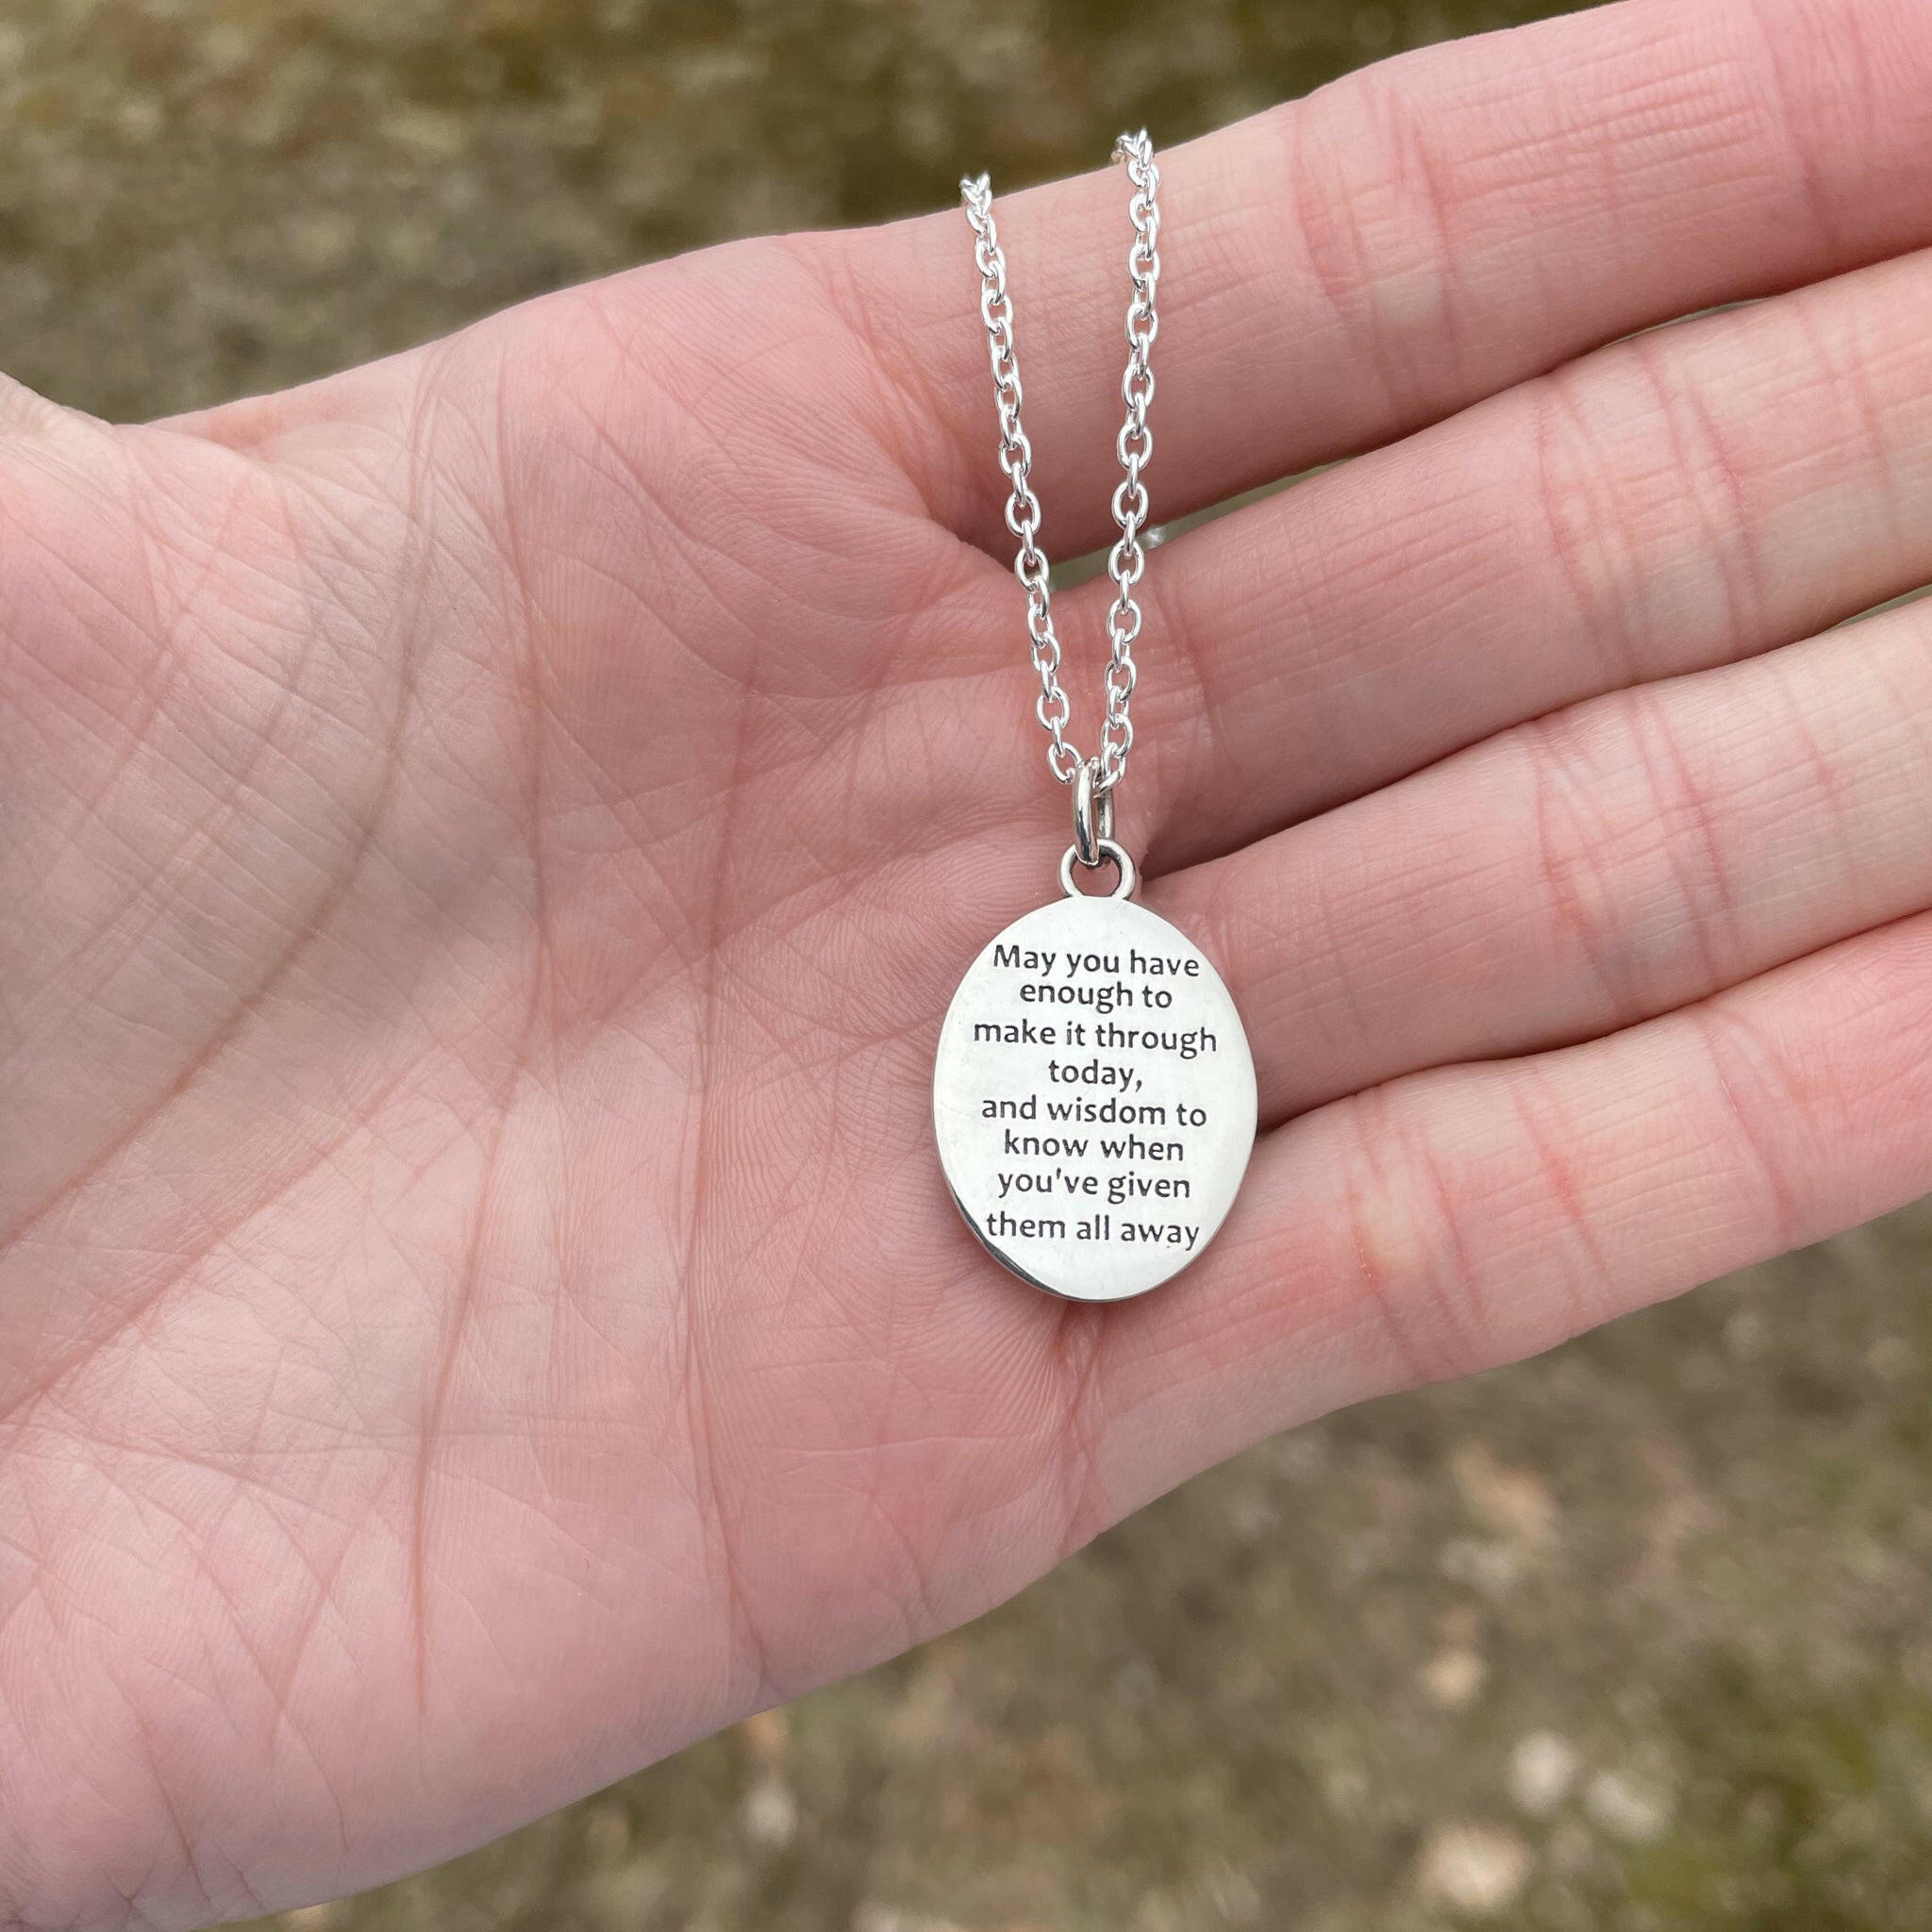 May you have
enough to
make it through
today,
and wisdom to
know when
you've given
them all away